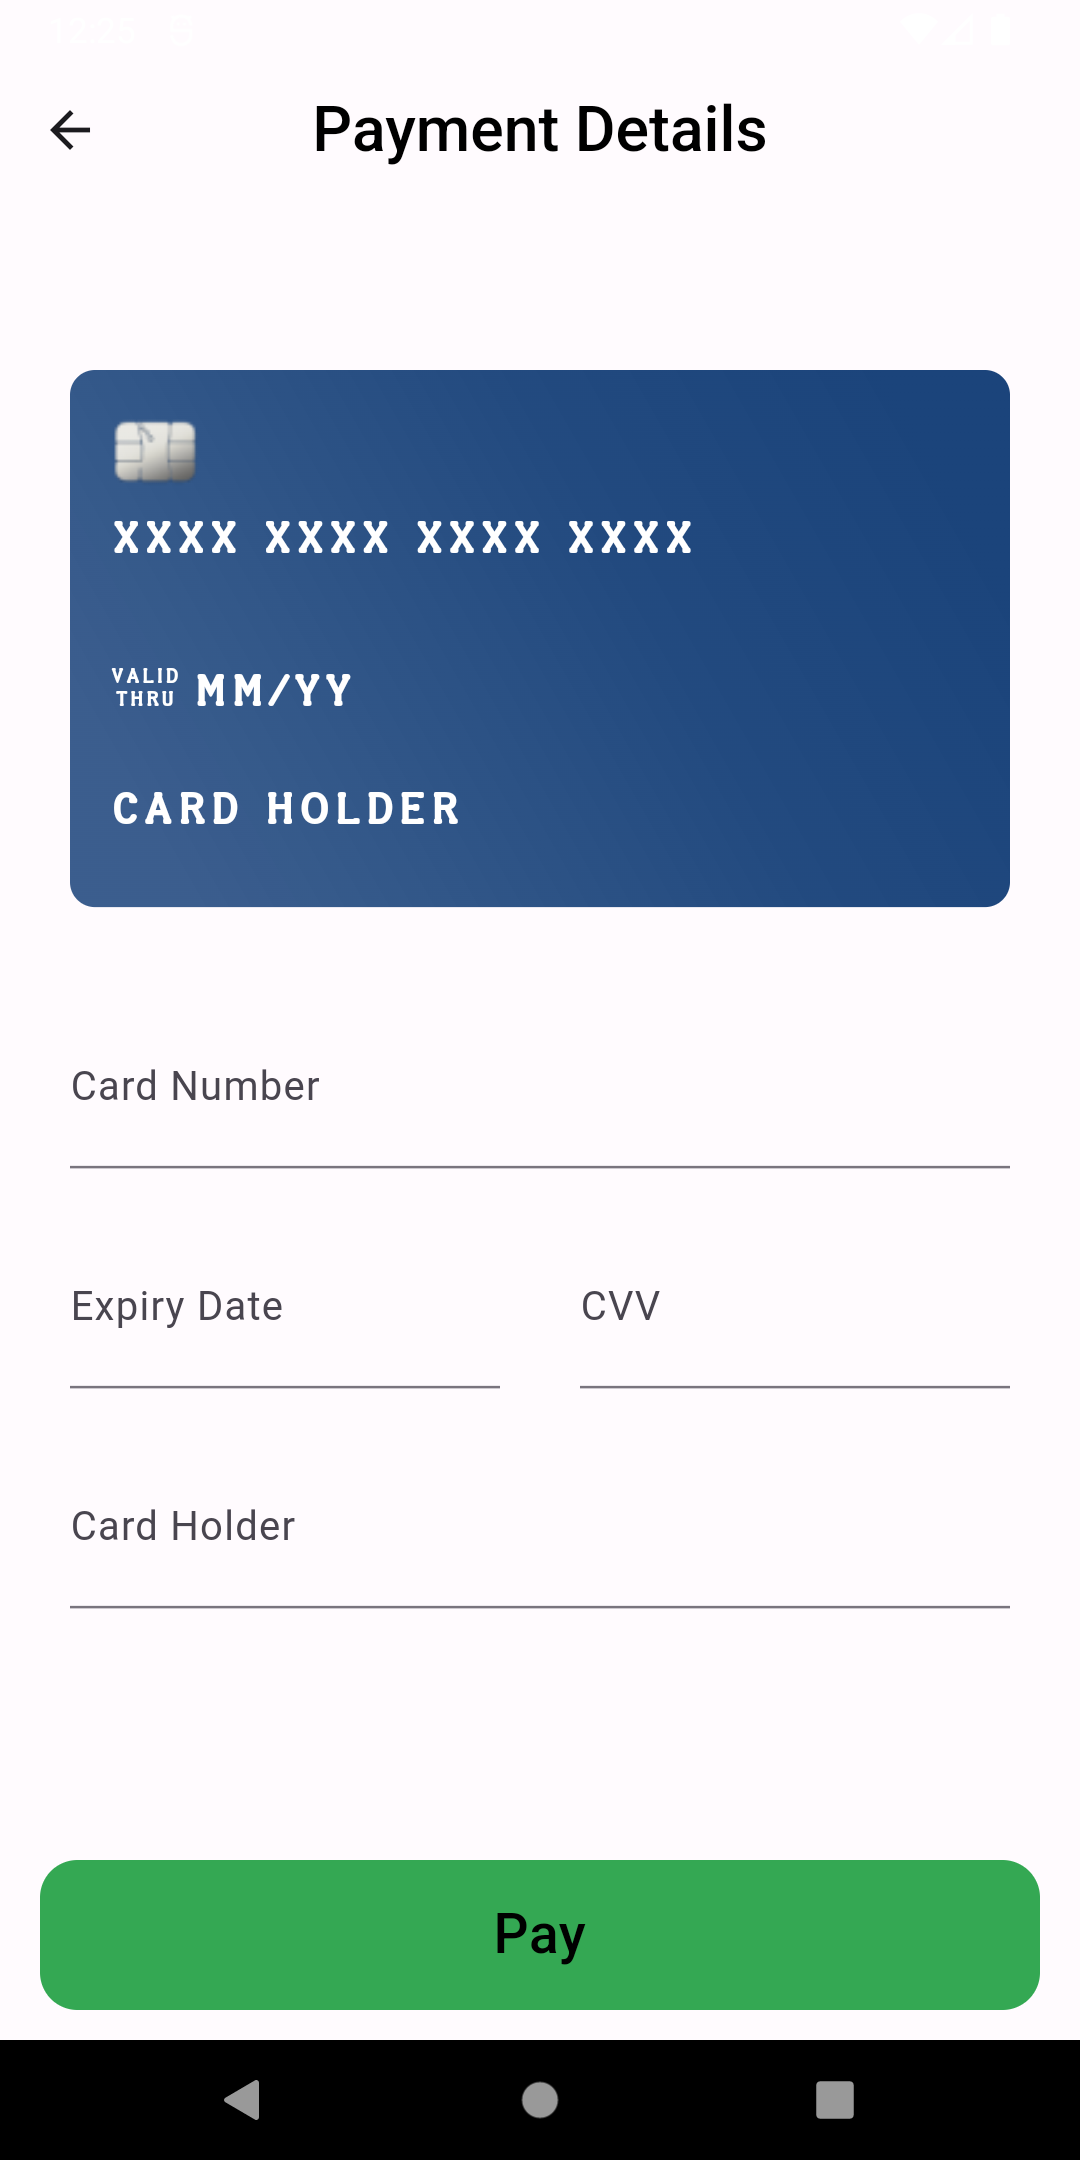 Payment Details
XXXX XXXX XXXX XXXX
VALID
THRU MM/YY
CARD HOLDER
Card Number
Expiry Date CVV
Card Holder
Pay